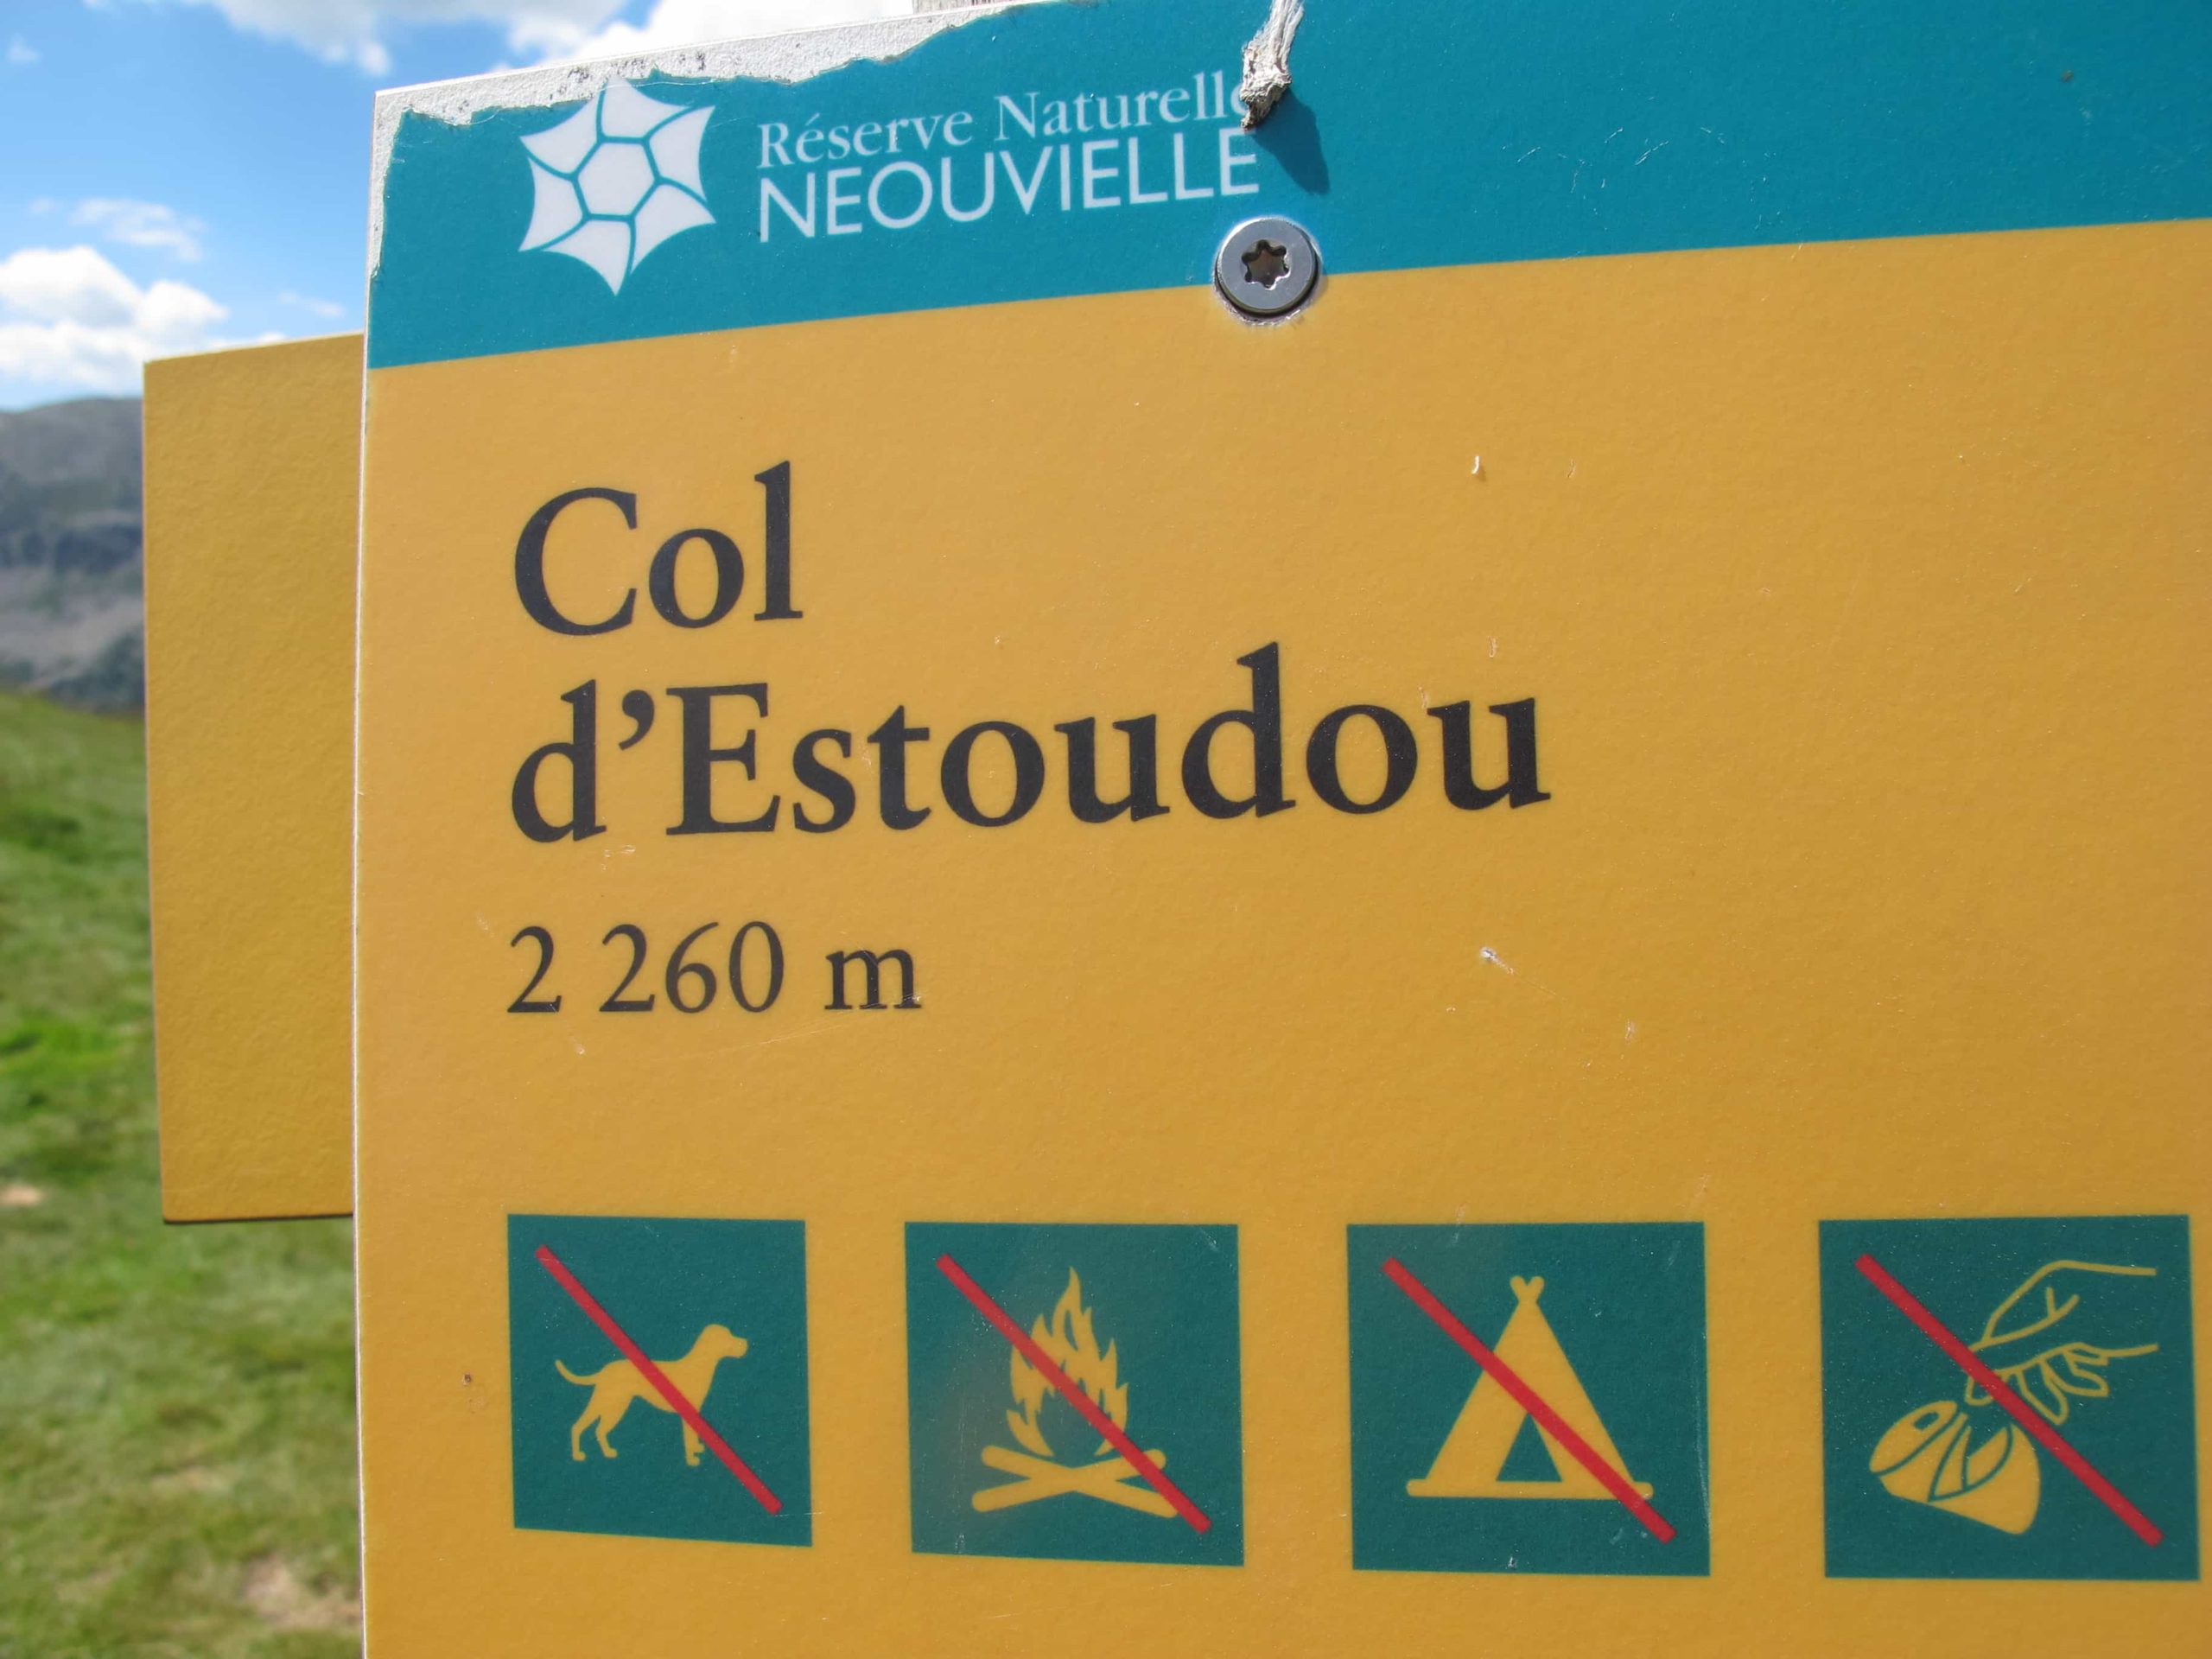 Réserve Naturelle
NEOUVIELLE
Col
d’Estoudou
2 260 m